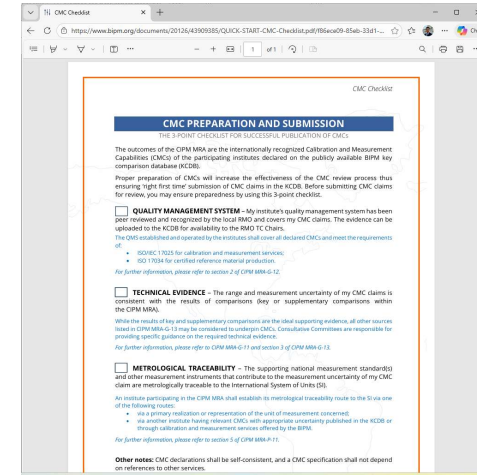 CMC Checklist
https://www.bipm.org/documents/20126/43909385/QUICK-START-CMC-Checklist.pdf/f86ece09-85eb-33d1-...
1 of 1
CMC Checklist
CMC PREPARATION AND SUBMISSION
THE 3-POINT CHECKLIST FOR SUCCESSFUL PUBLICATION OF CMCs
The outcomes of the CIPM MRA are the internationally recognized Calibration and Measurement
Capabilities (CMCs) of the participating institutes declared on the publicly available BIPM key
comparison database (KCDB).
Proper preparation of CMCs will increase the effectiveness of the CMC review process thus
ensuring 'right first time' submission of CMC claims in the KCDB. Before submitting CMC claims
for review, you may ensure preparedness by using this 3-point checklist.
QUALITY MANAGEMENT SYSTEM – My institute's quality management system has been
peer reviewed and recognized by the local RMO and covers my CMC claims. The evidence can be
uploaded to the KCDB for availability to the RMO TC Chairs.
The QMS established and operated by the institutes shall cover all declared CMCs and meet the requirements
of:
• ISO/IEC 17025 for calibration and measurement services;
• ISO 17034 for certified reference material production.
For further information, please refer to section 2 of CIPM MRA-G-12.
TECHNICAL EVIDENCE – The range and measurement uncertainty of my CMC claims is
consistent with the results of comparisons (key or supplementary comparisons within
the CIPM MRA).
While the results of key and supplementary comparisons are the ideal supporting evidence, all other sources
listed in CIPM MRA-G-13 may be considered to underpin CMCs, Consultative Committees are responsible for
providing specific guidance on the required technical evidence.
For further information, please refer to CIPM MRA-G-11 and section 3 of CIPM MRA-G-13.
METROLOGICAL TRACEABILITY – The supporting national measurement standard(s)
and other measurement instruments that contribute to the measurement uncertainty of my CMC
claim are metrologically traceable to the International System of Units (SI).
An institute participating in the CIPM MRA shall establish its metrological traceability route to the SI via one
of the following routes:
• via a primary realization or representation of the unit of measurement concerned;
• via another institute having relevant CMCs with appropriate uncertainty published in the KCDB or
through calibration and measurement services offered by the BIPM.
For further information, please refer to section 5 of CIPM MRA-P-11.
Other notes: CMC declarations shall be self-consistent, and a CMC specification shall not depend
on references to other services.